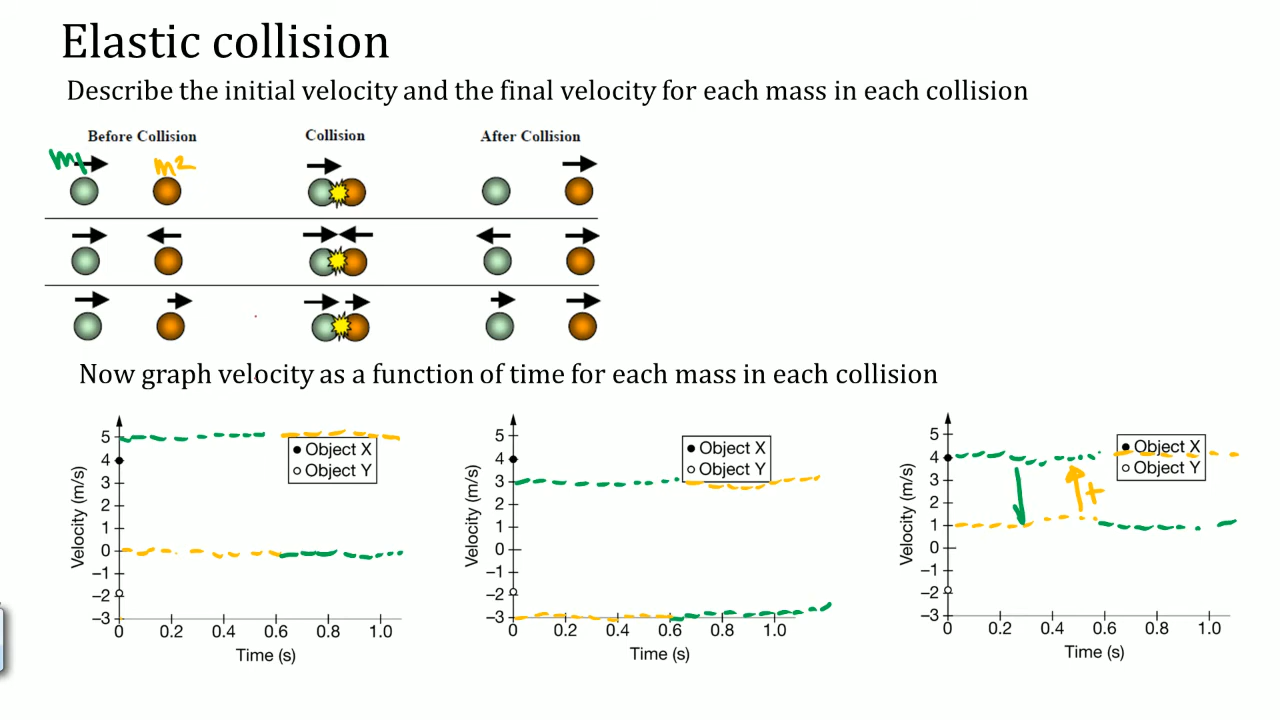 Elastic collision
Describe the initial velocity and the final velocity for each mass in each collision
Before Collision Collision After Collision
m1 m2
Now graph velocity as a function of time for each mass in each collision
Velocity (m/s)
5
4
3
2
1
0
−1
−2
−3
0 0.2 0.4 0.6 0.8 1.0
Time (s)
Object X
Object Y
Velocity (m/s)
5
4
3
2
1
0
−1
−2
−3
0 0.2 0.4 0.6 0.8 1.0
Time (s)
Object X
Object Y
Velocity (m/s)
5
4
3
2
1
0
−1
−2
−3
0 0.2 0.4 0.6 0.8 1.0
Time (s)
Object X
Object Y
+